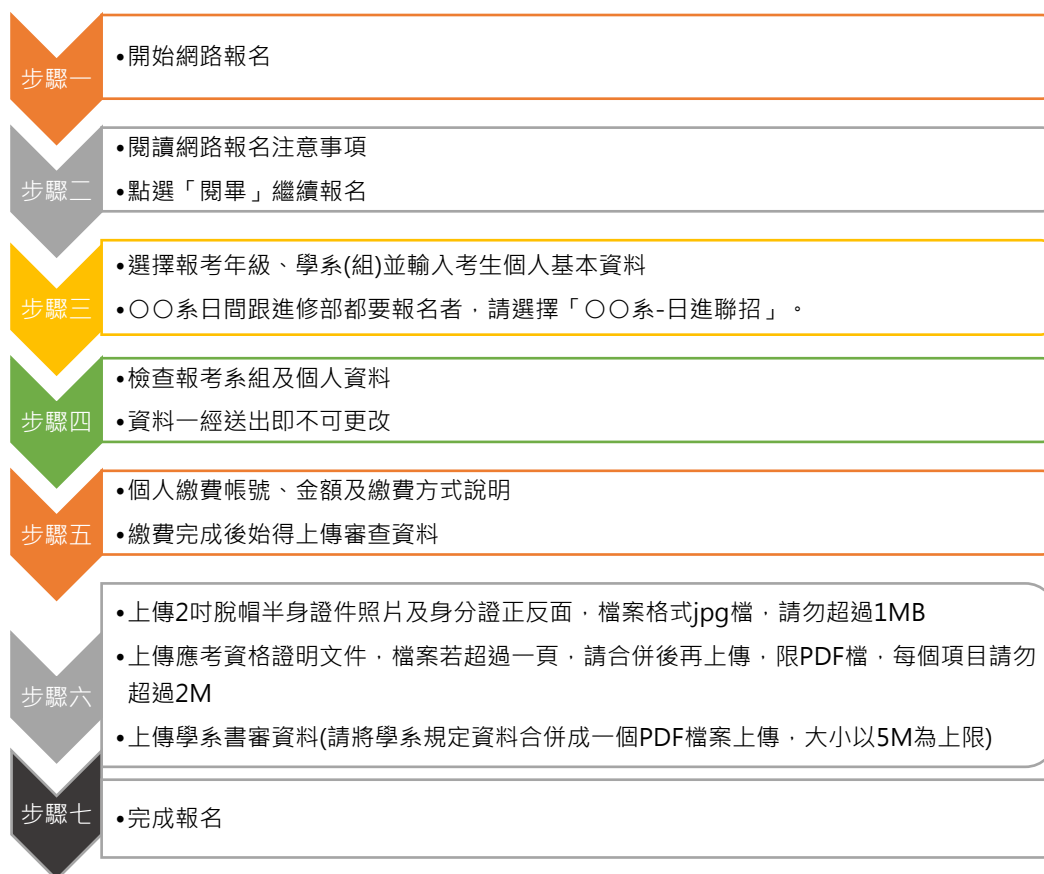 步驟一
•開始網路報名
步驟二
•閱讀網路報名注意事項
•點選「閱畢」繼續報名
步驟三
•選擇報考年級、學系(組)並輸入考生個人基本資料
•○○系日間跟進修部都要報名者，請選擇「○○系-日進聯招」。
步驟四
•檢查報考系組及個人資料
•資料一經送出即不可更改
步驟五
•個人繳費帳號、金額及繳費方式說明
•繳費完成後始得上傳審查資料
步驟六
•上傳2吋脫帽半身證件照片及身分證正反面，檔案格式jpg檔，請勿超過1MB
•上傳應考資格證明文件，檔案若超過一頁，請合併後再上傳，限PDF檔，每個項目請勿
超過2M
•上傳學系書審資料(請將學系規定資料合併成一個PDF檔案上傳，大小以5M為上限)
步驟七
•完成報名